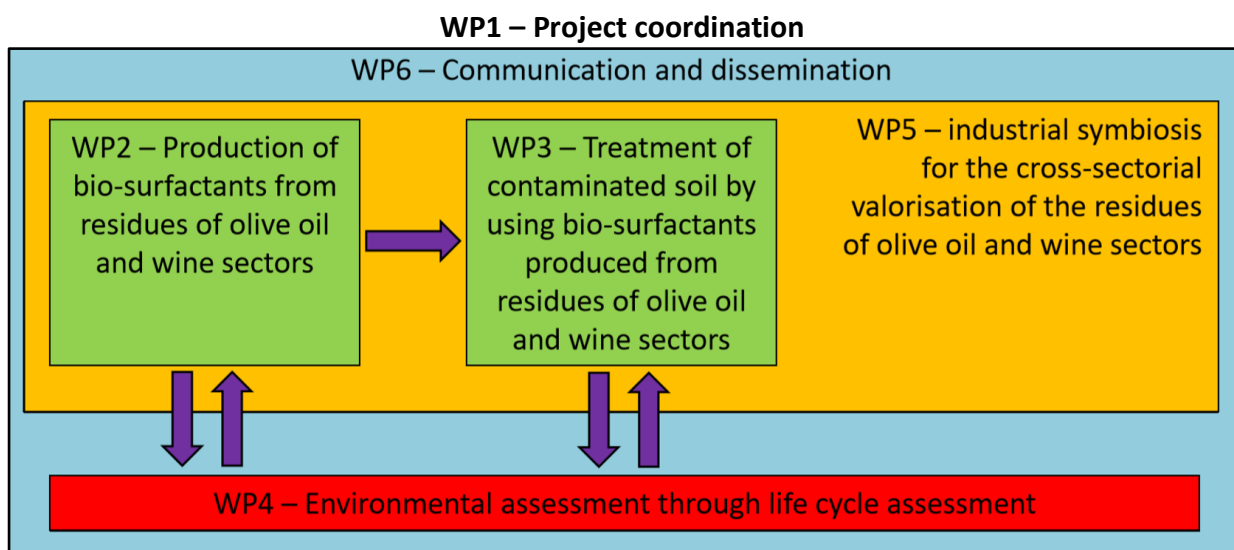 WP1 – Project coordination
WP6 – Communication and dissemination
WP2 – Production of
bio-surfactants from
residues of olive oil
and wine sectors
WP3 – Treatment of
contaminated soil by
using bio-surfactants
produced from
residues of olive oil
and wine sectors
WP5 – industrial symbiosis
for the cross-sectorial
valorisation of the residues
of olive oil and wine sectors
WP4 – Environmental assessment through life cycle assessment